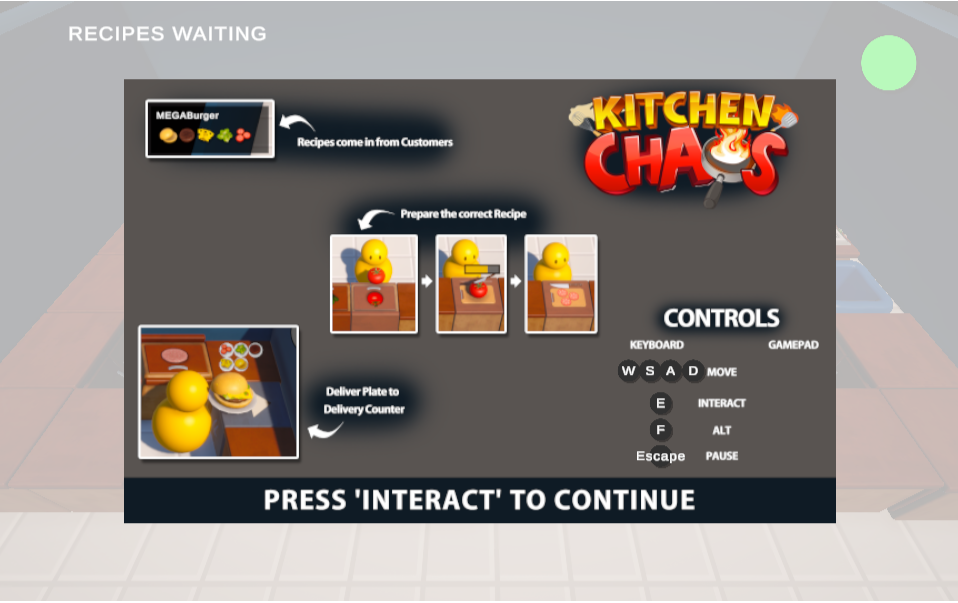 RECIPES WAITING
MEGABurger
Recipes come in from Customers
KITCHEN
CHAOS
Prepare the correct Recipe
CONTROLS
KEYBOARD GAMEPAD
W S A D MOVE
E INTERACT
F ALT
Escape PAUSE
Deliver Plate to
Delivery Counter
PRESS 'INTERACT' TO CONTINUE